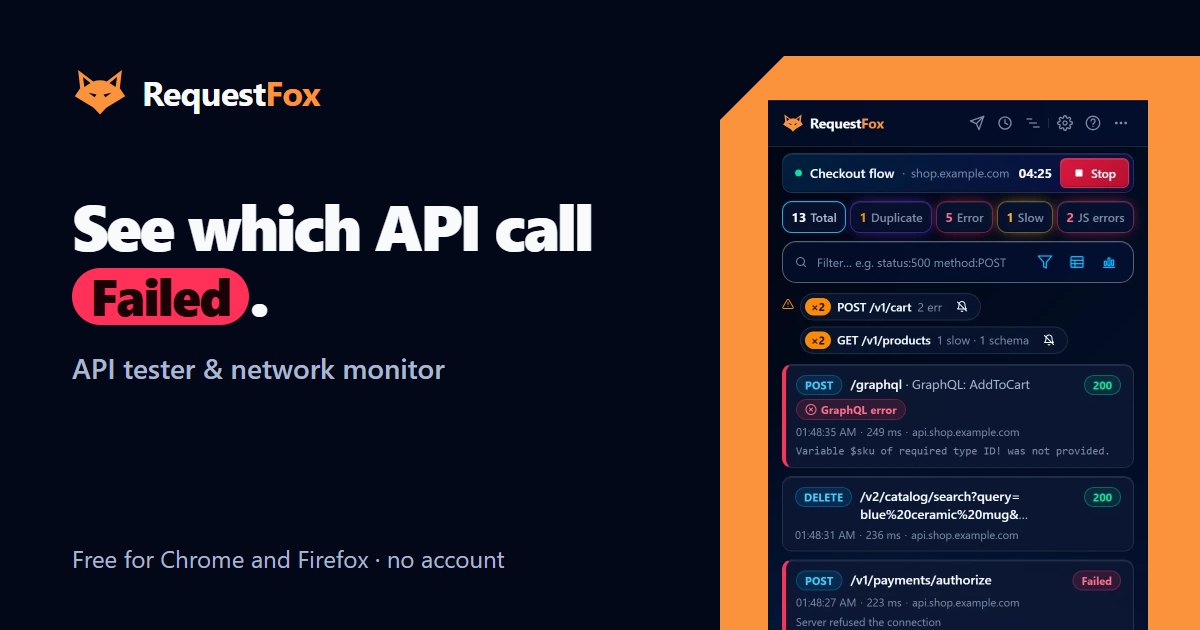 RequestFox
See which API call
Failed.
API tester & network monitor
Free for Chrome and Firefox · no account
RequestFox
Checkout flow · shop.example.com 04:25 Stop
13 Total 1 Duplicate 5 Error 1 Slow 2 JS errors
Filter... e.g. status:500 method:POST
×2 POST /v1/cart 2 err
×2 GET /v1/products 1 slow · 1 schema
POST /graphql · GraphQL: AddToCart 200
GraphQL error
01:48:35 AM · 249 ms · api.shop.example.com
Variable $sku of required type ID! was not provided.
DELETE /v2/catalog/search?query= 200
blue%20ceramic%20mug&...
01:48:31 AM · 236 ms · api.shop.example.com
POST /v1/payments/authorize Failed
01:48:27 AM · 223 ms · api.shop.example.com
Server refused the connection